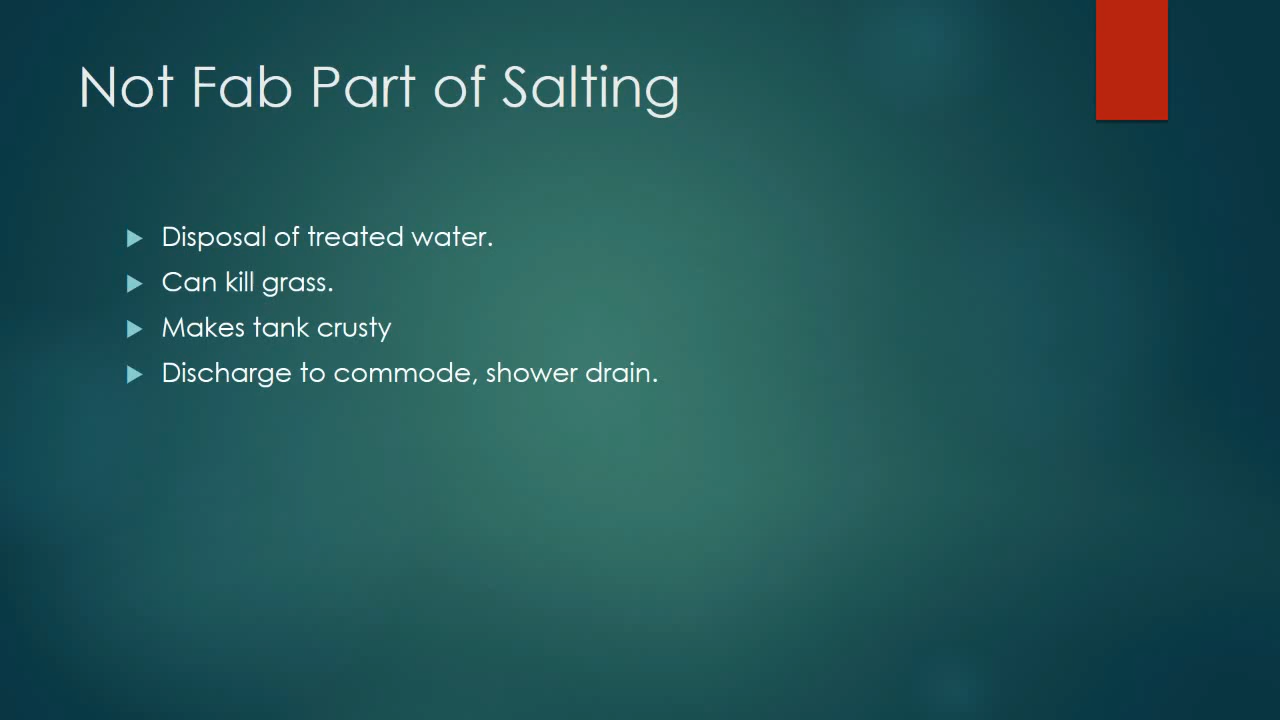 Not Fab Part of Salting
Disposal of treated water.
Can kill grass.
Makes tank crusty
Discharge to commode, shower drain.